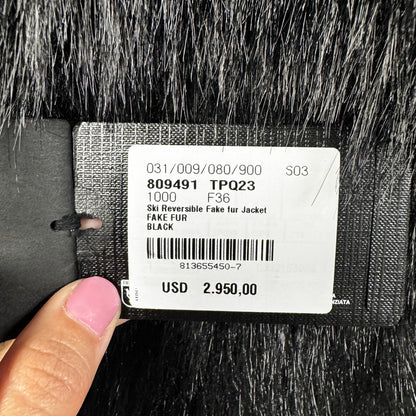 031/009/080/900 S03
809491 TPQ23
1000 F36
Ski Reversible Fake fur Jacket
FAKE FUR
BLACK
813655450-7
USD 2.950,00